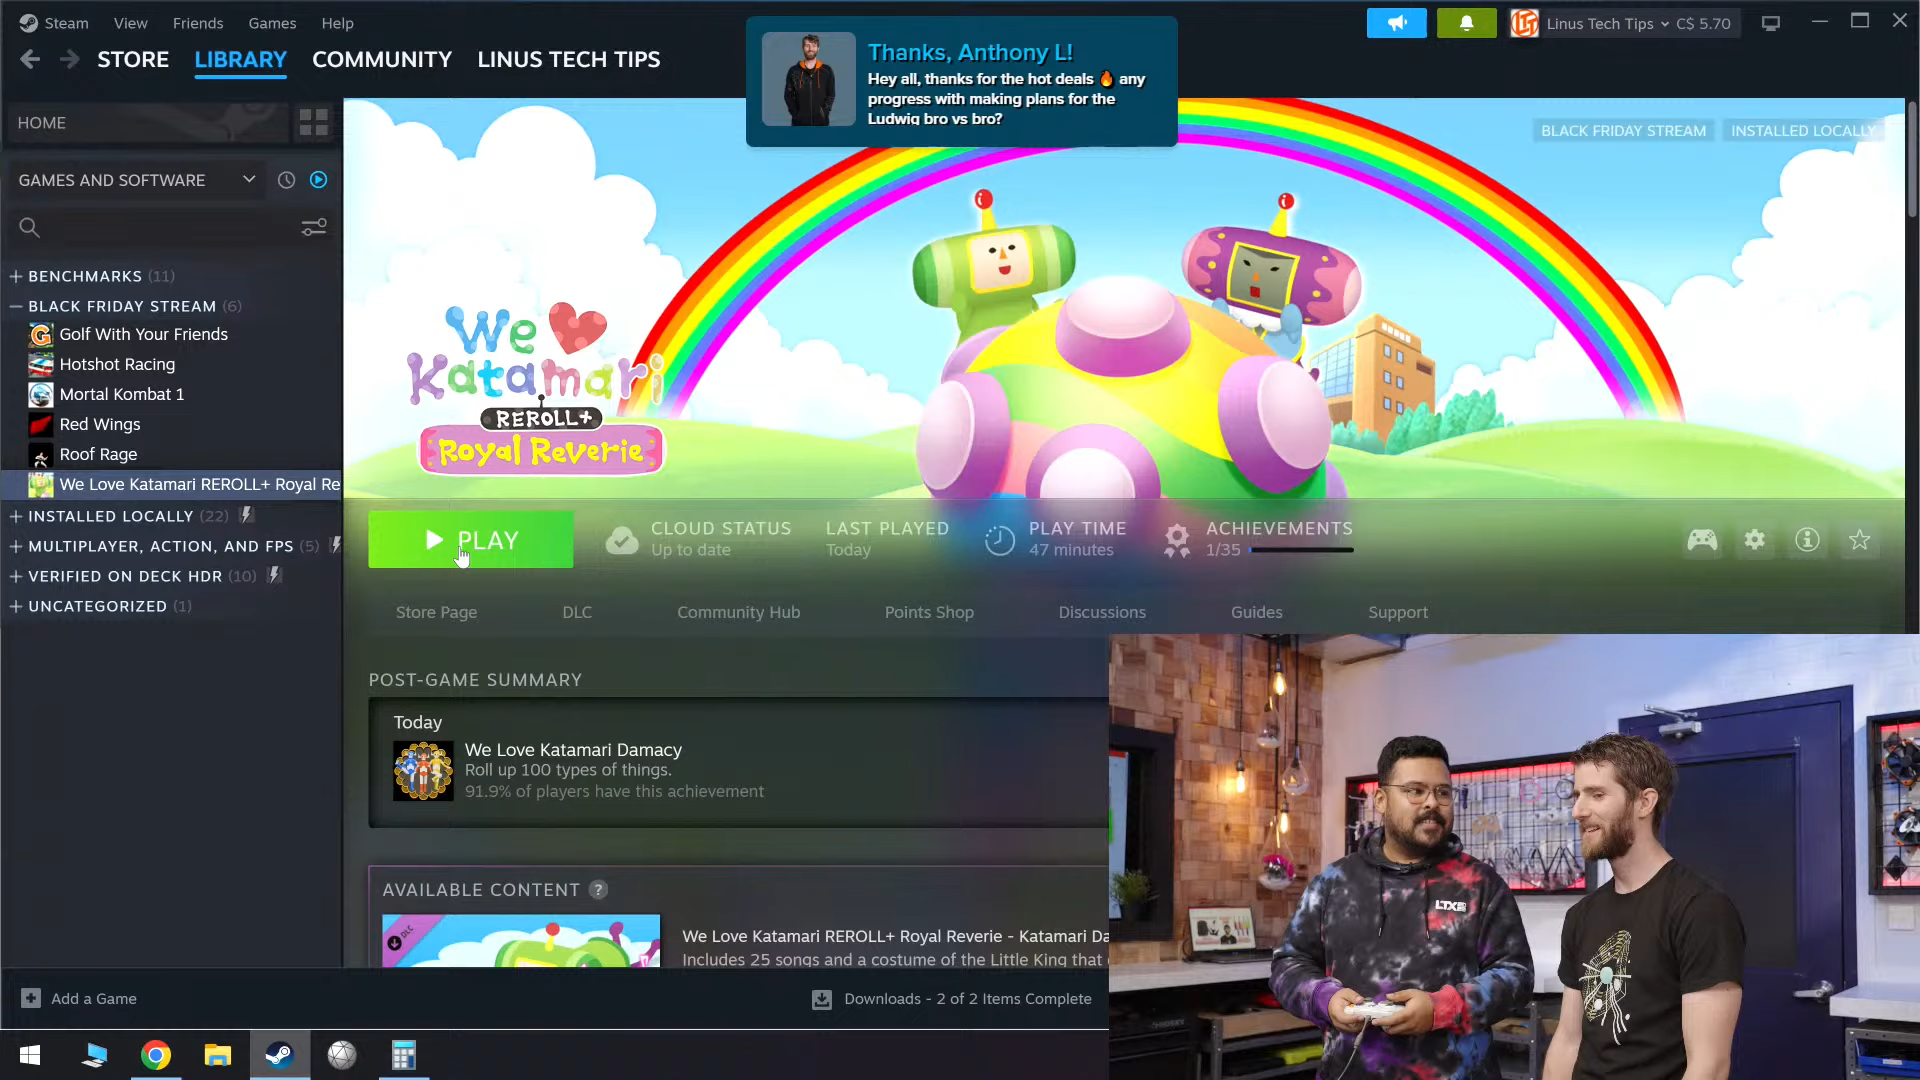 Steam View Friends Games Help
Linus Tech Tips C$ 5.70
STORE LIBRARY COMMUNITY LINUS TECH TIPS
Thanks, Anthony L!
Hey all, thanks for the hot deals 🔥 any
progress with making plans for the
Ludwig bro vs bro?
HOME
BLACK FRIDAY STREAM INSTALLED LOCALLY
GAMES AND SOFTWARE
BENCHMARKS (11)
BLACK FRIDAY STREAM (6)
Golf With Your Friends
Hotshot Racing
Mortal Kombat 1
Red Wings
Roof Rage
We Love Katamari REROLL+ Royal Re
INSTALLED LOCALLY (22)
MULTIPLAYER, ACTION, AND FPS (5)
VERIFIED ON DECK HDR (10)
UNCATEGORIZED (1)
We
Katamari
REROLL+
Royal Reverie
PLAY
CLOUD STATUS
Up to date
LAST PLAYED
Today
PLAY TIME
47 minutes
ACHIEVEMENTS
1/35
Store Page DLC Community Hub Points Shop Discussions Guides Support
POST-GAME SUMMARY
Today
We Love Katamari Damacy
Roll up 100 types of things.
91.9% of players have this achievement
AVAILABLE CONTENT ?
DLC
We Love Katamari REROLL+ Royal Reverie - Katamari Da
Includes 25 songs and a costume of the Little King that
LTX
Add a Game
Downloads - 2 of 2 Items Complete